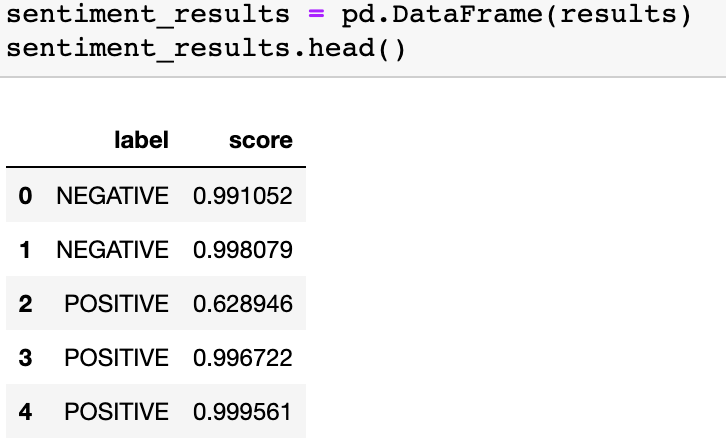 sentiment_results = pd.DataFrame(results)
sentiment_results.head()
label score
0 NEGATIVE 0.991052
1 NEGATIVE 0.998079
2 POSITIVE 0.628946
3 POSITIVE 0.996722
4 POSITIVE 0.999561